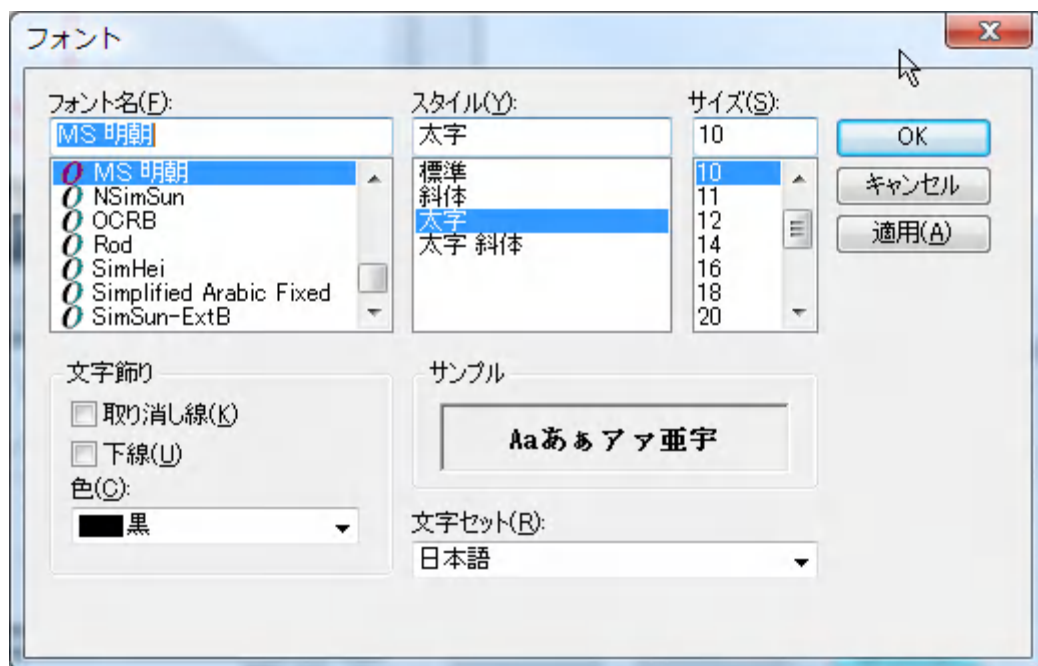 フォント
フォント名(F):
MS 明朝
MS 明朝
NSimSun
OCRB
Rod
SimHei
Simplified Arabic Fixed
SimSun-ExtB
スタイル(Y):
太字
標準
斜体
太字
太字 斜体
サイズ(S):
10
10
11
12
14
16
18
20
OK
キャンセル
適用(A)
文字飾り
取り消し線(K)
下線(U)
色(C):
黒
サンプル
Aaあぁアァ亜宇
文字セット(R):
日本語